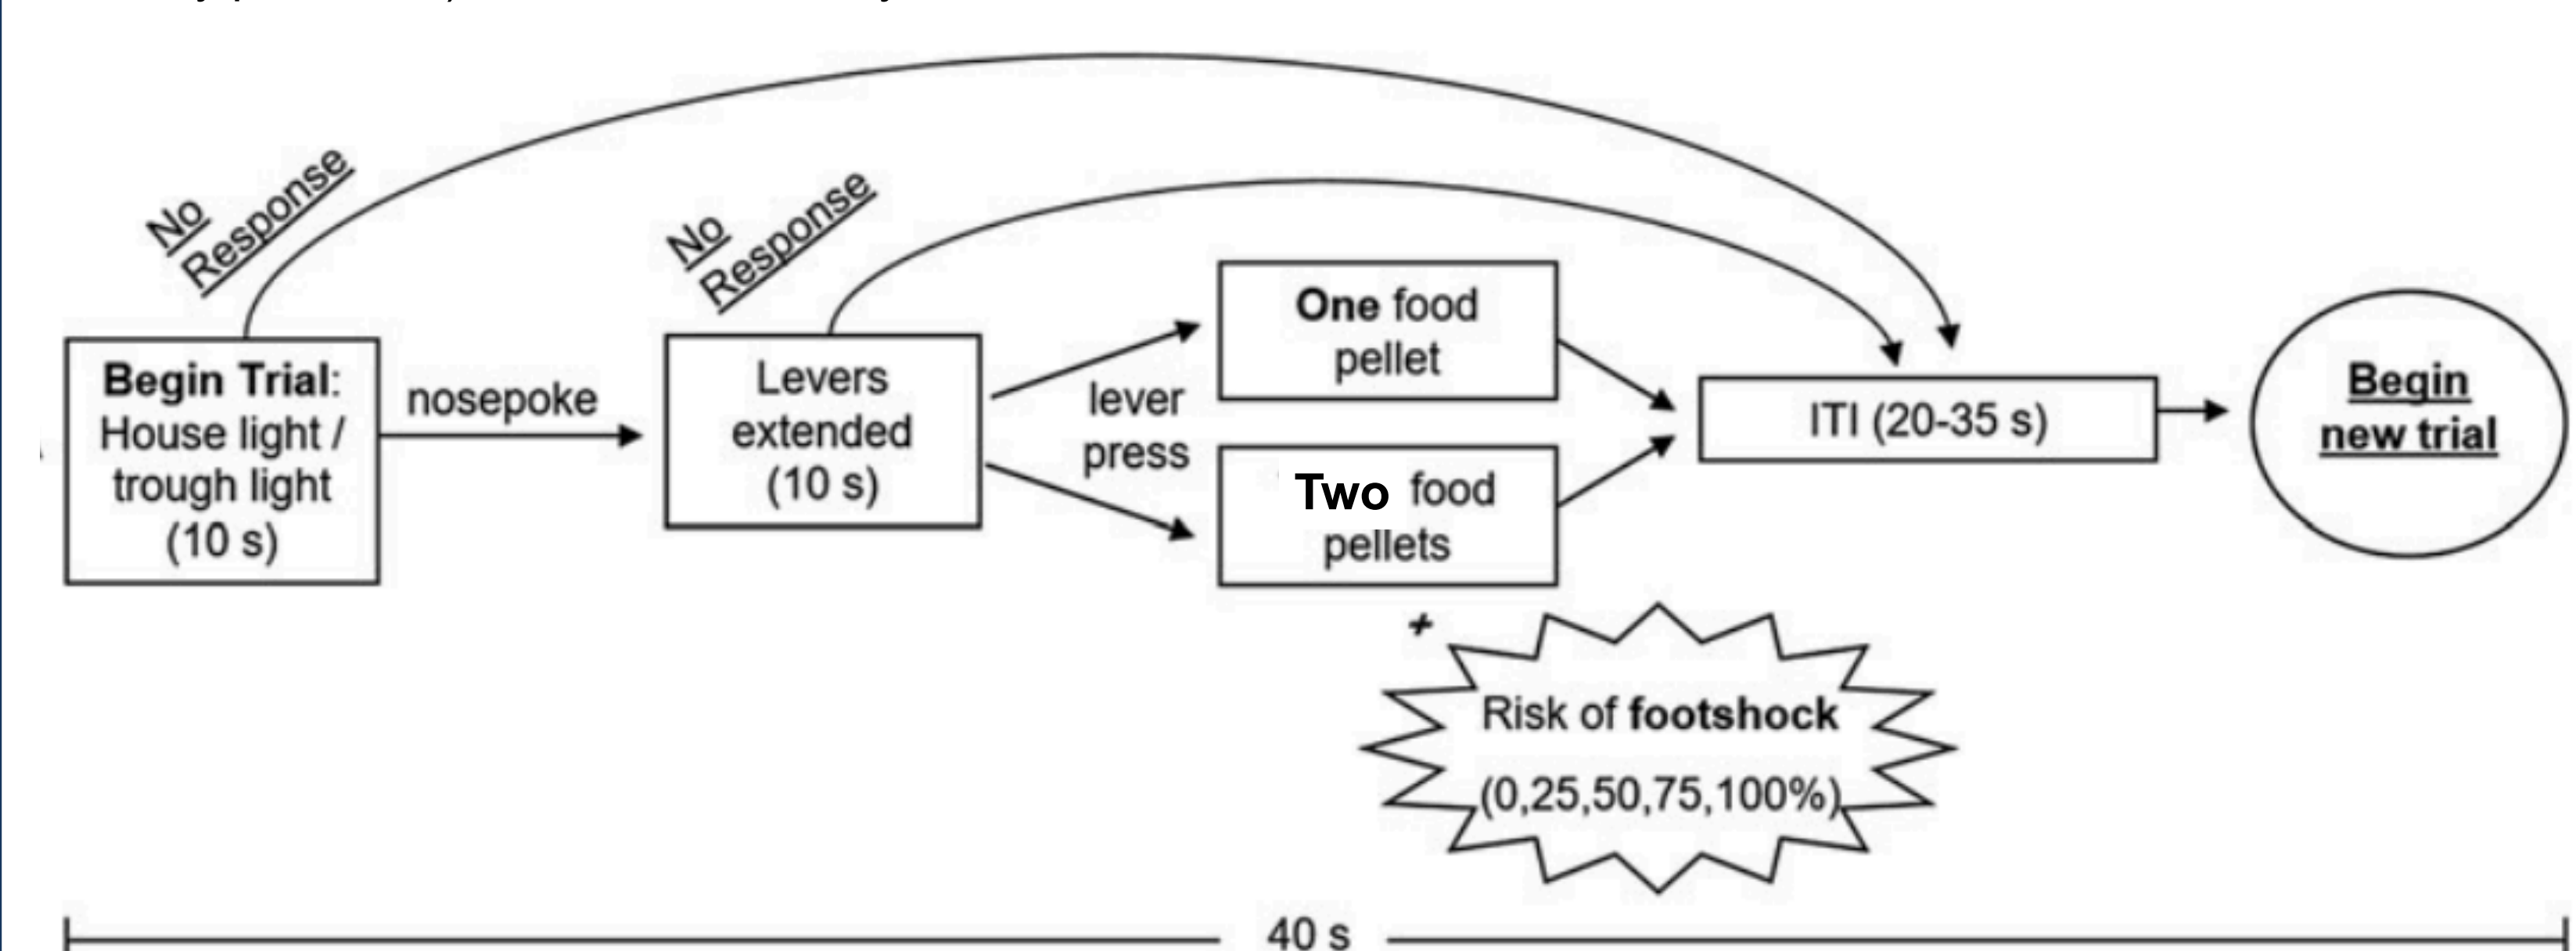 No
Response
No
Response
Begin Trial:
House light /
trough light
(10 s)
nosepoke
Levers
extended
(10 s)
lever
press
One food
pellet
Two food
pellets
+
Risk of footshock
(0,25,50,75,100%)
ITI (20-35 s)
Begin
new trial
40 s